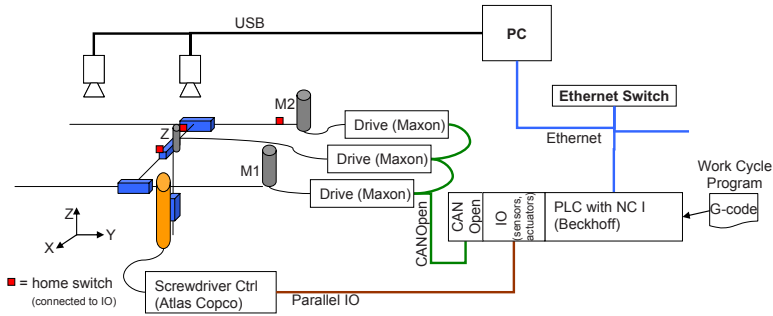 USB
PC
M2
Ethernet Switch
Z
Drive (Maxon)
Ethernet
M1
Drive (Maxon)
Work Cycle
Program
Drive (Maxon)
CANOpen
CAN
Open
IO
(sensors,
actuators)
PLC with NC I
(Beckhoff)
G-code
Z
Y
X
= home switch
(connected to IO)
Screwdriver Ctrl
(Atlas Copco)
Parallel IO